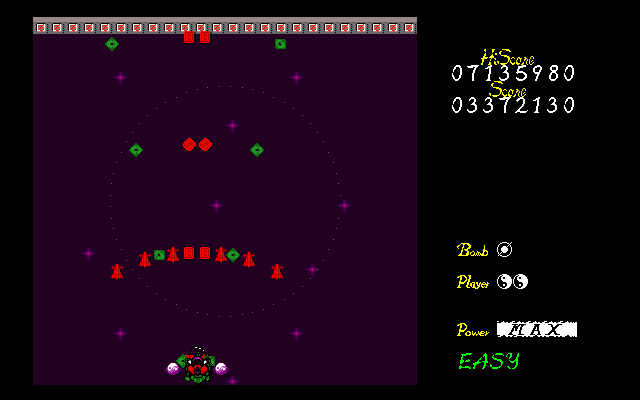 HiScore
07135980
Score
03372130
Bomb
Player
Power MAX
EASY